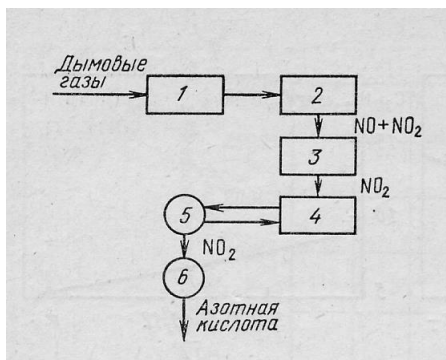 Дымовые
газы
1
2
NO+NO₂
3
NO₂
4
5
NO₂
6
Азотная
кислота